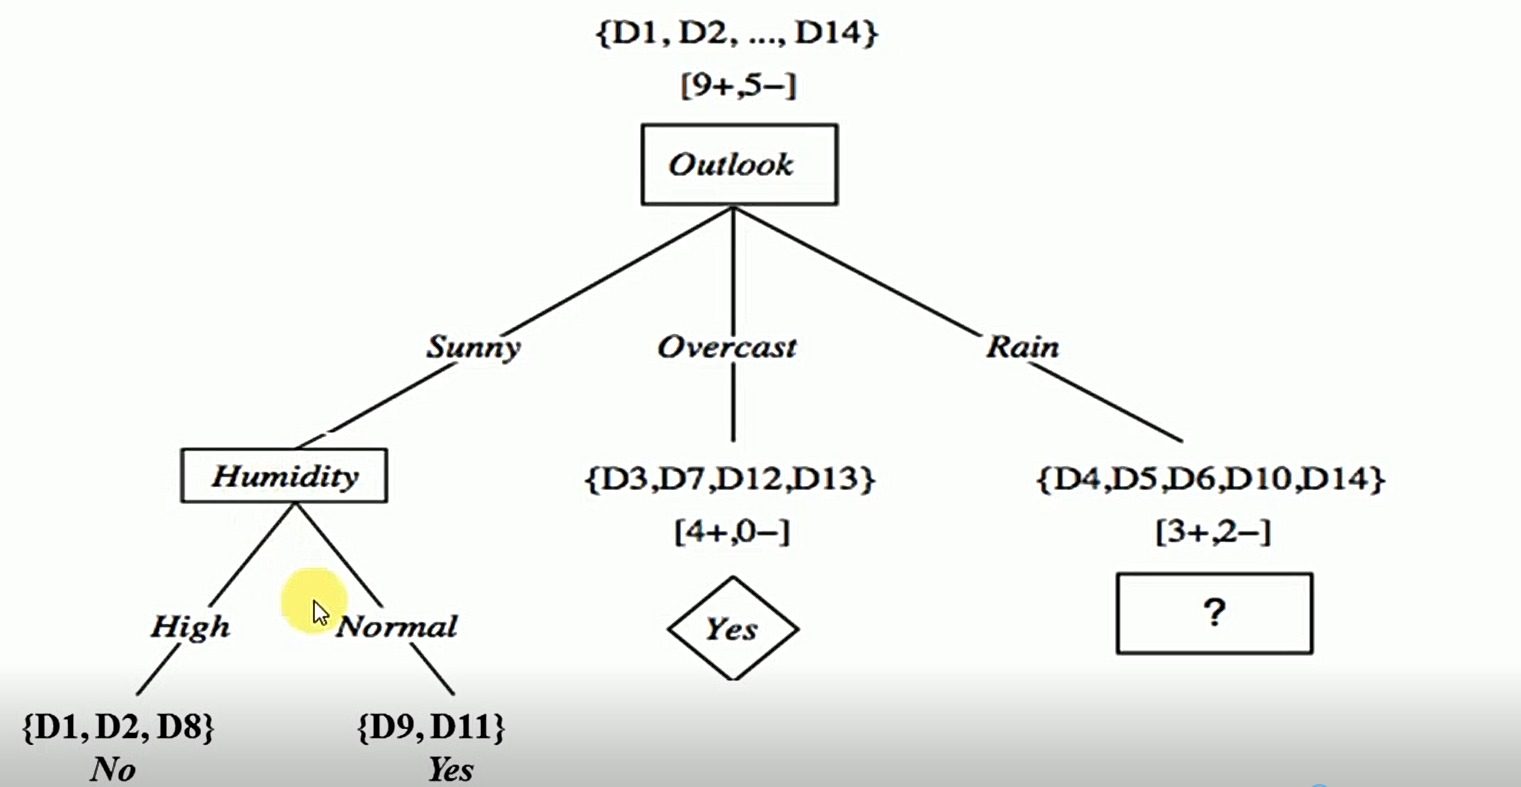 {D1, D2, ..., D14}
[9+,5−]
Outlook
Sunny
Overcast
Rain
Humidity
{D3,D7,D12,D13}
{D4,D5,D6,D10,D14}
[4+,0−]
[3+,2−]
?
High
Normal
Yes
{D1, D2, D8}
{D9, D11}
No
Yes